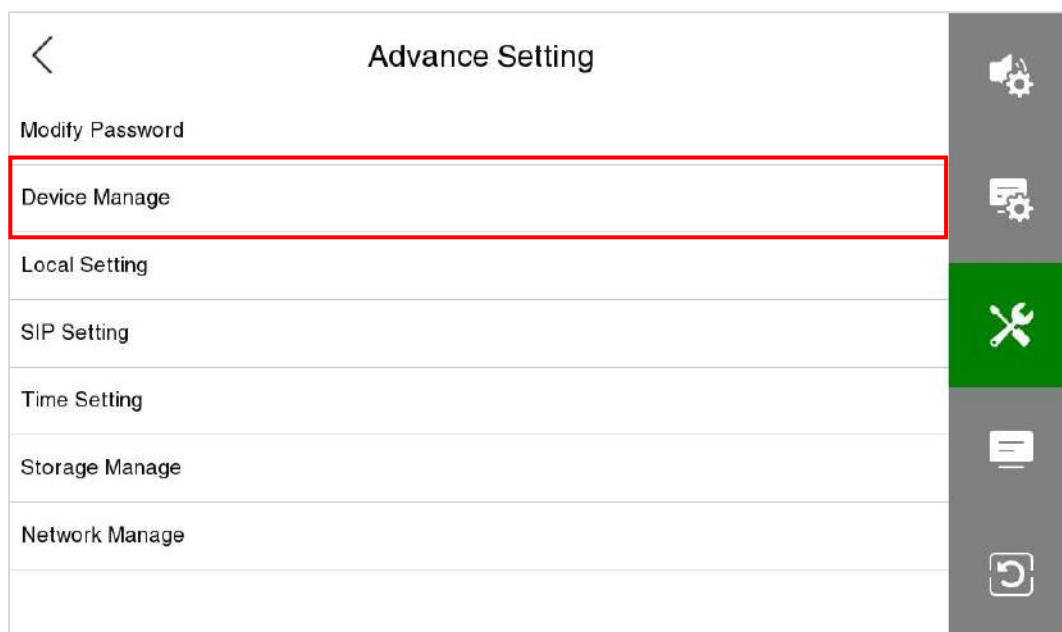 Advance Setting
Modify Password
Device Manage
Local Setting
SIP Setting
Time Setting
Storage Manage
Network Manage